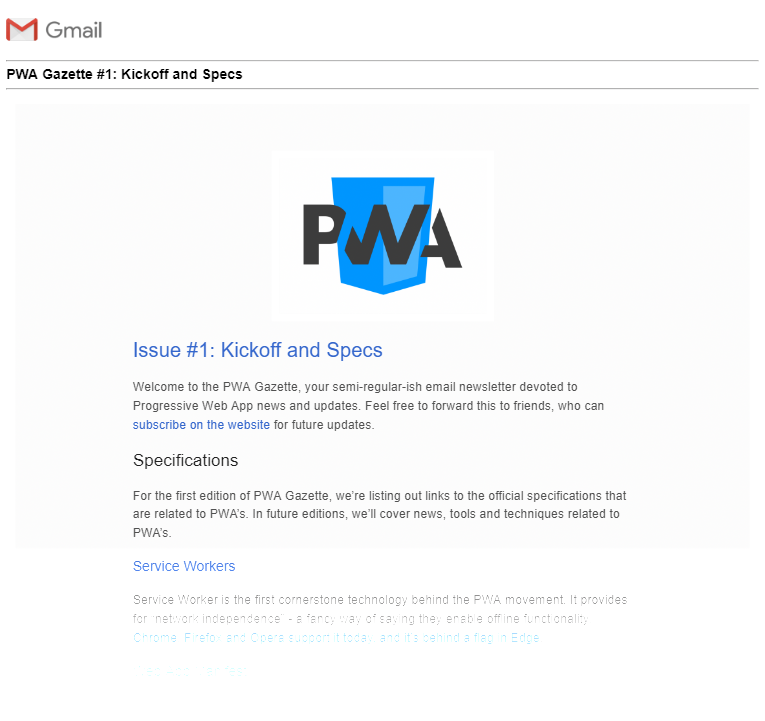 Gmail
PWA Gazette #1: Kickoff and Specs
PWA
Issue #1: Kickoff and Specs
Welcome to the PWA Gazette, your semi-regular-ish email newsletter devoted to
Progressive Web App news and updates. Feel free to forward this to friends, who can
subscribe on the website for future updates.
Specifications
For the first edition of PWA Gazette, we’re listing out links to the official specifications that
are related to PWA’s. In future editions, we’ll cover news, tools and techniques related to
PWA’s.
Service Workers
Service Worker is the first cornerstone technology behind the PWA movement. It provides
for “network independence” - a fancy way of saying they enable offline functionality.
Chrome, Firefox and Opera support it today, and it’s behind a flag in Edge.